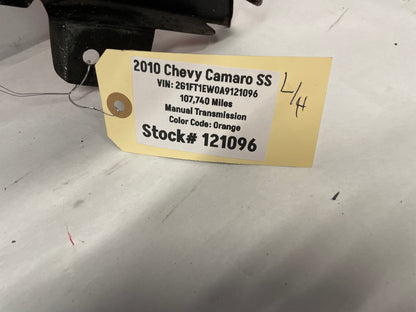 2010 Chevy Camaro SS
VIN: 2G1FT1EW0A9121096
107,740 Miles
Manual Transmission
Color Code: Orange
Stock# 121096
L/H